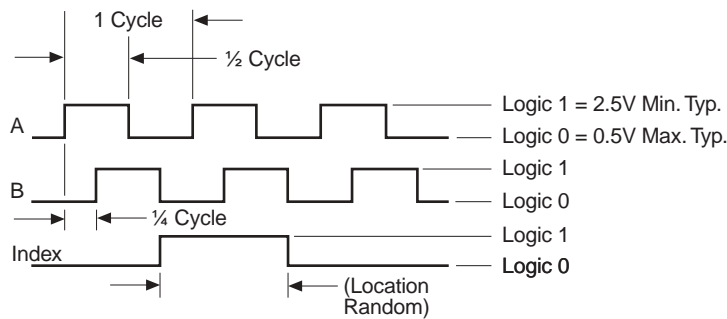 1 Cycle
½ Cycle
A
Logic 1 = 2.5V Min. Typ.
Logic 0 = 0.5V Max. Typ.
B
Logic 1
Logic 0
¼ Cycle
Index
Logic 1
Logic 0
(Location
Random)